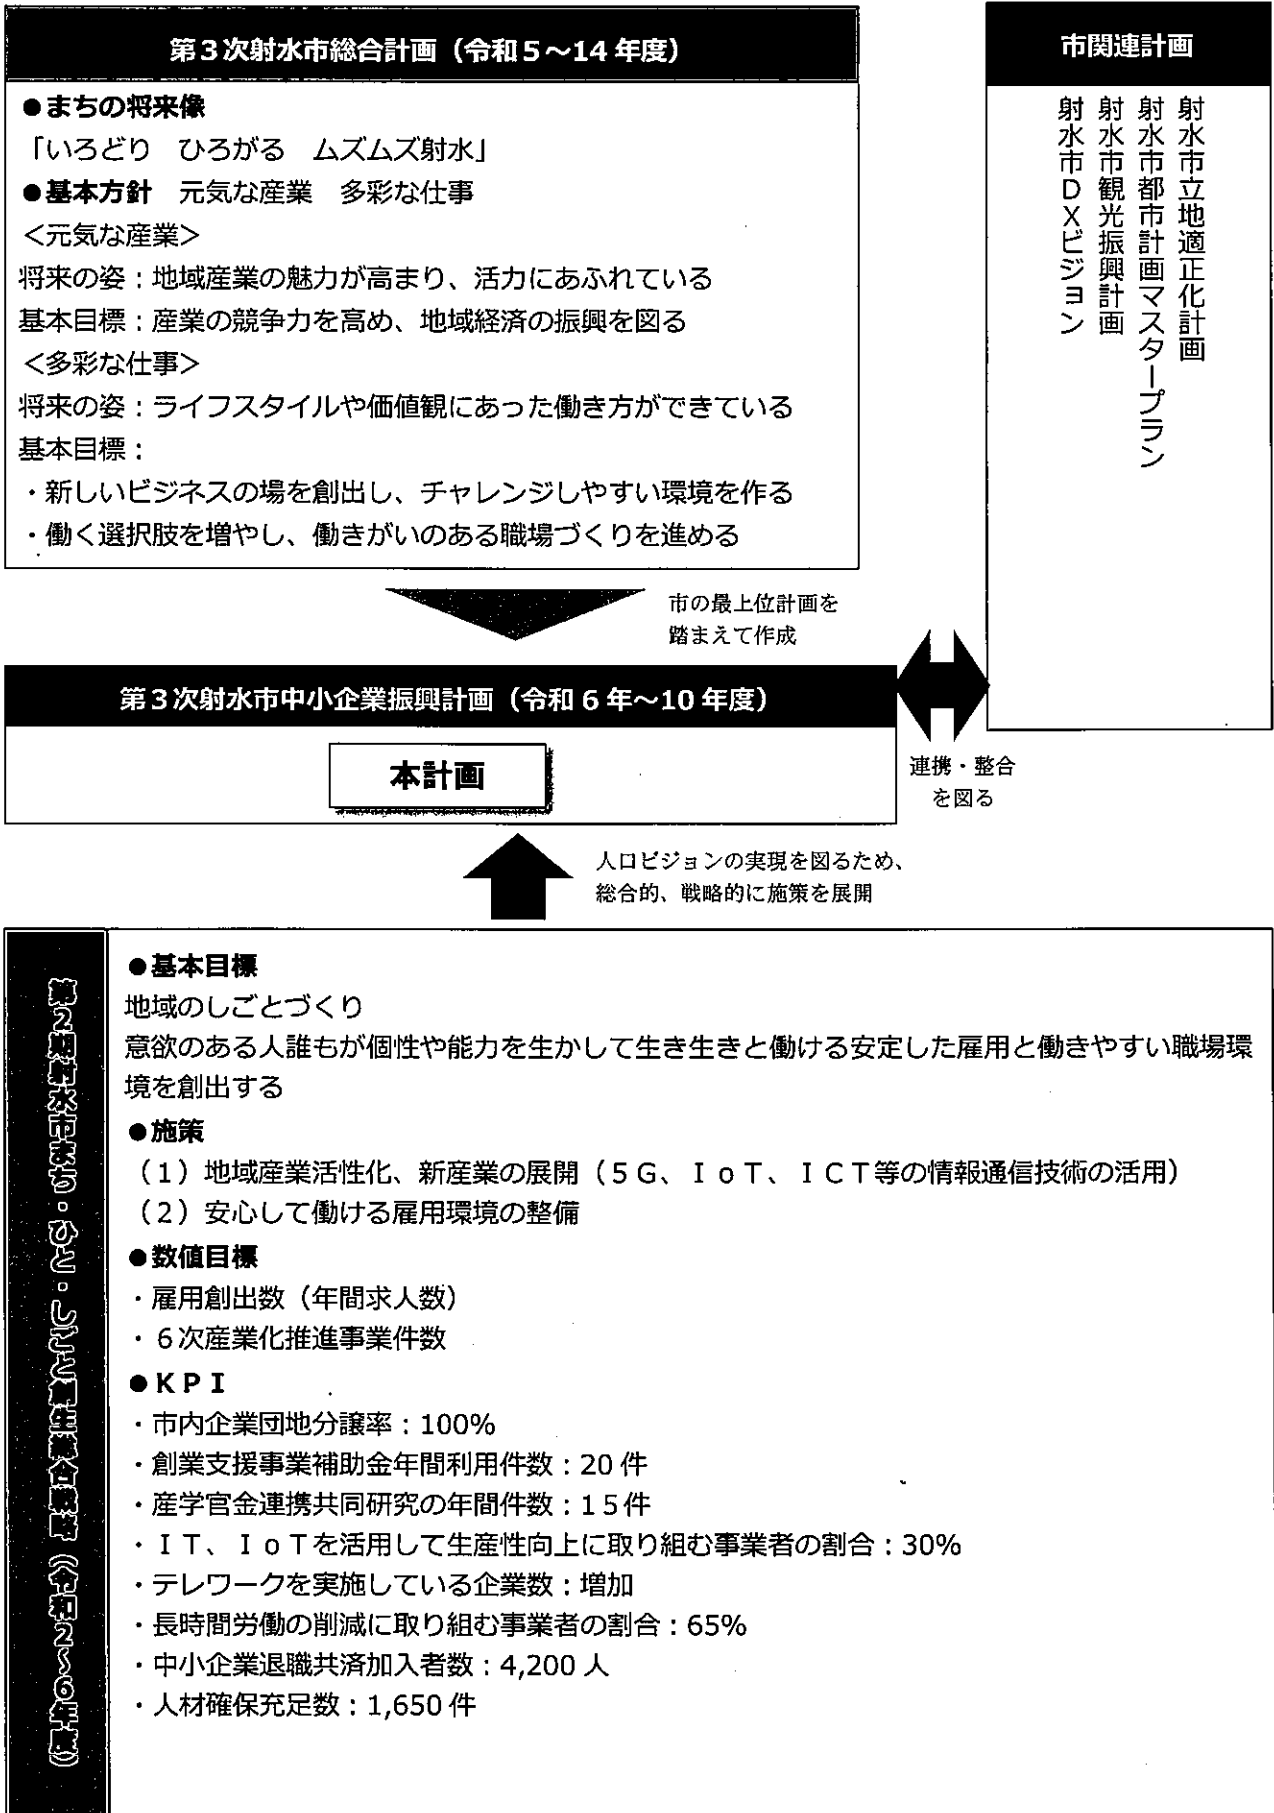 第３次射水市総合計画（令和５～14 年度）
●まちの将来像
「いろどり　ひろがる　ムズムズ射水」
●基本方針　元気な産業　多彩な仕事
＜元気な産業＞
将来の姿：地域産業の魅力が高まり、活力にあふれている
基本目標：産業の競争力を高め、地域経済の振興を図る
＜多彩な仕事＞
将来の姿：ライフスタイルや価値観にあった働き方ができている
基本目標：
・新しいビジネスの場を創出し、チャレンジしやすい環境を作る
・働く選択肢を増やし、働きがいのある職場づくりを進める
市関連計画
射水市立地適正化計画
射水市都市計画マスタープラン
射水市観光振興計画
射水市ＤＸビジョン
市の最上位計画を
踏まえて作成
第３次射水市中小企業振興計画（令和 6 年～10 年度）
本計画
連携・整合
を図る
人口ビジョンの実現を図るため、
総合的、戦略的に施策を展開
第２期射水市まち・ひと・しごと創生総合戦略（令和２～６年度）
●基本目標
地域のしごとづくり
意欲のある人誰もが個性や能力を生かして生き生きと働ける安定した雇用と働きやすい職場環
境を創出する
●施策
（１）地域産業活性化、新産業の展開（５Ｇ、ＩｏＴ、ＩＣＴ等の情報通信技術の活用）
（２）安心して働ける雇用環境の整備
●数値目標
・雇用創出数（年間求人数）
・６次産業化推進事業件数
●ＫＰＩ
・市内企業団地分譲率：100%
・創業支援事業補助金年間利用件数：20 件
・産学官金連携共同研究の年間件数：１５件
・ＩＴ、ＩｏＴを活用して生産性向上に取り組む事業者の割合：30%
・テレワークを実施している企業数：増加
・長時間労働の削減に取り組む事業者の割合：65%
・中小企業退職共済加入者数：4,200 人
・人材確保充足数：1,650 件